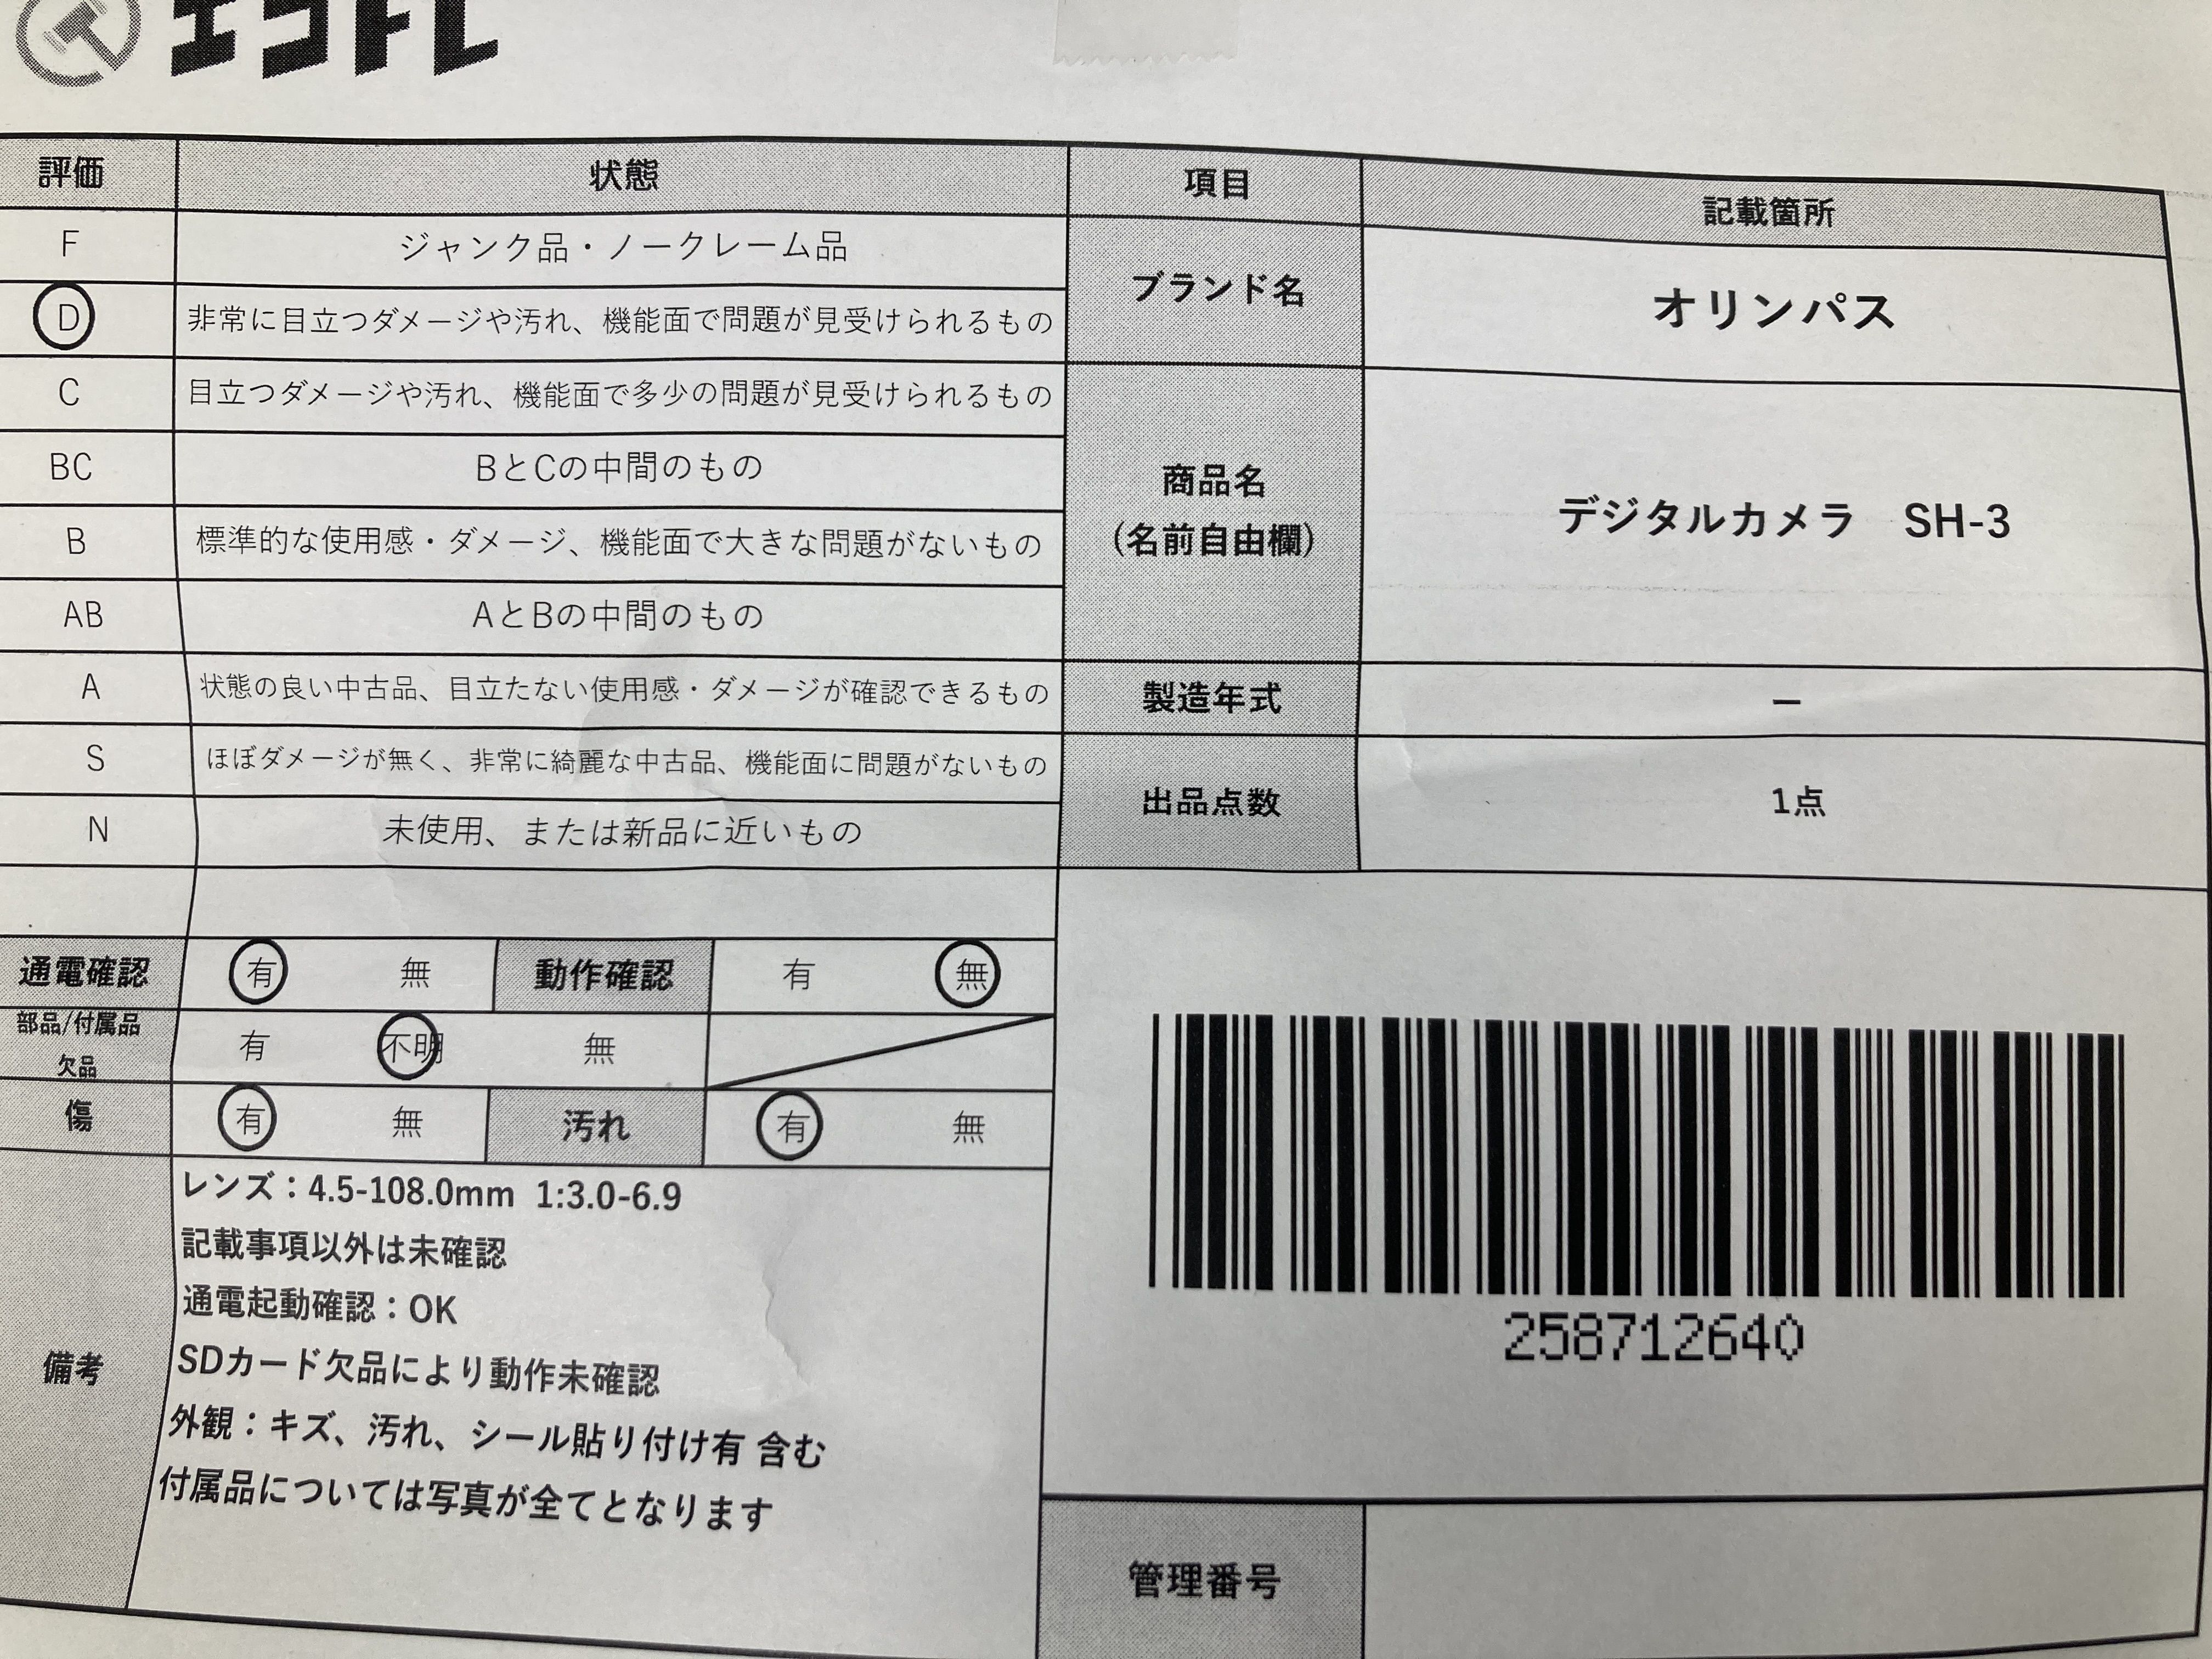 エコトレ
評価 状態
F ジャンク品・ノークレーム品
D 非常に目立つダメージや汚れ、機能面で問題が見受けられるもの
C 目立つダメージや汚れ、機能面で多少の問題が見受けられるもの
BC BとCの中間のもの
B 標準的な使用感・ダメージ、機能面で大きな問題がないもの
AB AとBの中間のもの
A 状態の良い中古品、目立たない使用感・ダメージが確認できるもの
S ほぼダメージが無く、非常に綺麗な中古品、機能面に問題がないもの
N 未使用、または新品に近いもの
通電確認 有 無 動作確認 有 無
部品/付属品
欠品 有 不明 無
傷 有 無 汚れ 有 無
備考
レンズ：4.5-108.0mm 1:3.0-6.9
記載事項以外は未確認
通電起動確認：OK
SDカード欠品により動作未確認
外観：キズ、汚れ、シール貼り付け有 含む
付属品については写真が全てとなります
項目 記載箇所
ブランド名 オリンパス
商品名
(名前自由欄) デジタルカメラ SH-3
製造年式 ー
出品点数 1点
258712640
管理番号